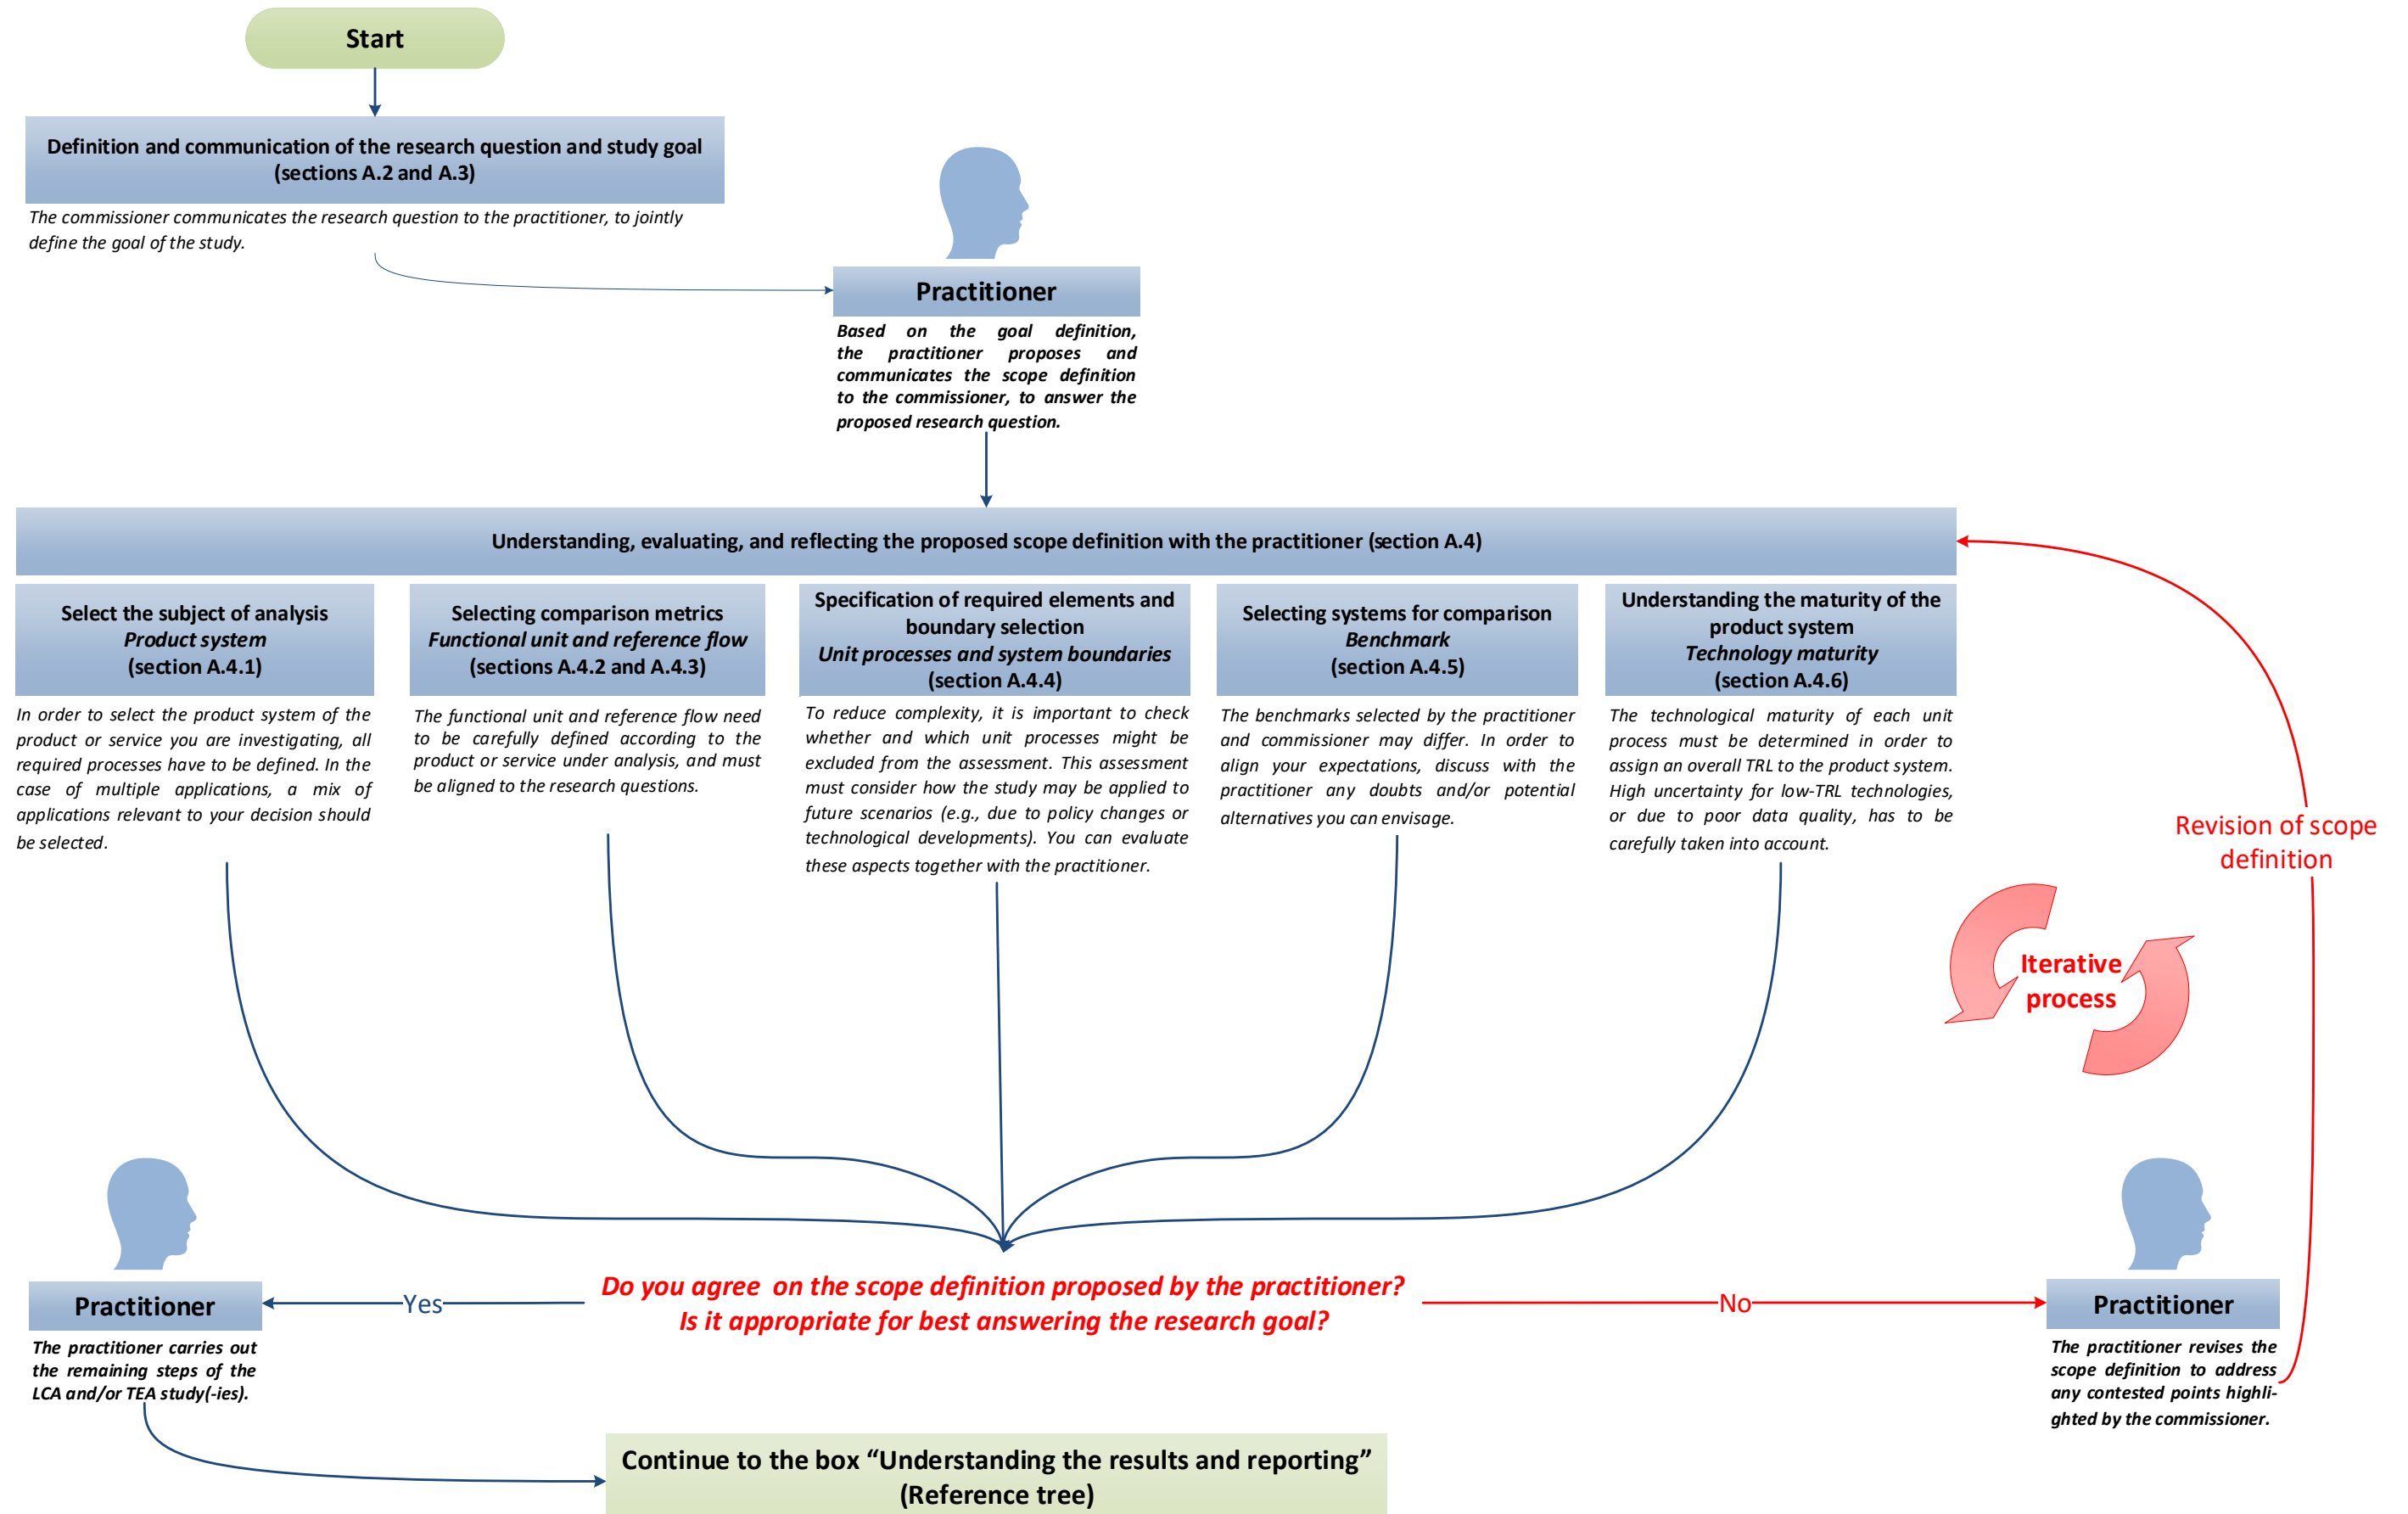 Start
Definition and communication of the research question and study goal
(sections A.2 and A.3)
The commissioner communicates the research question to the practitioner, to jointly
define the goal of the study.
Practitioner
Based on the goal definition,
the practitioner proposes and
communicates the scope definition
to the commissioner, to answer the
proposed research question.
Understanding, evaluating, and reflecting the proposed scope definition with the practitioner (section A.4)
Select the subject of analysis
Product system
(section A.4.1)
In order to select the product system of the
product or service you are investigating, all
required processes have to be defined. In the
case of multiple applications, a mix of
applications relevant to your decision should
be selected.
Selecting comparison metrics
Functional unit and reference flow
(sections A.4.2 and A.4.3)
The functional unit and reference flow need
to be carefully defined according to the
product or service under analysis, and must
be aligned to the research questions.
Specification of required elements and
boundary selection
Unit processes and system boundaries
(section A.4.4)
To reduce complexity, it is important to check
whether and which unit processes might be
excluded from the assessment. This assessment
must consider how the study may be applied to
future scenarios (e.g., due to policy changes or
technological developments). You can evaluate
these aspects together with the practitioner.
Selecting systems for comparison
Benchmark
(section A.4.5)
The benchmarks selected by the practitioner
and commissioner may differ. In order to
align your expectations, discuss with the
practitioner any doubts and/or potential
alternatives you can envisage.
Understanding the maturity of the
product system
Technology maturity
(section A.4.6)
The technological maturity of each unit
process must be determined in order to
assign an overall TRL to the product system.
High uncertainty for low-TRL technologies,
or due to poor data quality, has to be
carefully taken into account.
Revision of scope
definition
Iterative
process
Do you agree  on the scope definition proposed by the practitioner?
Is it appropriate for best answering the research goal?
Yes
No
Practitioner
The practitioner carries out
the remaining steps of the
LCA and/or TEA study(-ies).
Practitioner
The practitioner revises the
scope definition to address
any contested points highli-
ghted by the commissioner.
Continue to the box “Understanding the results and reporting”
(Reference tree)